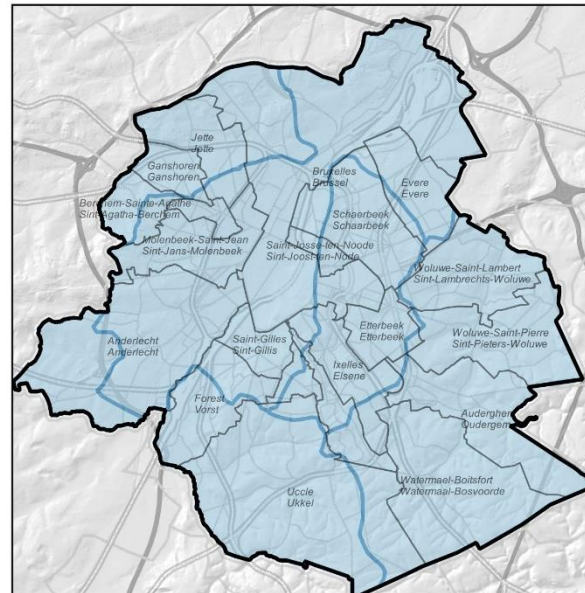 Jette
Jette
Ganshoren
Ganshoren
Bruxelles
Brussel
Evere
Evere
Berchem-Sainte-Agathe
Sint-Agatha-Berchem
Schaerbeek
Schaarbeek
Molenbeek-Saint-Jean
Sint-Jans-Molenbeek
Saint-Josse-ten-Noode
Sint-Joost-ten-Node
Woluwe-Saint-Lambert
Sint-Lambrechts-Woluwe
Anderlecht
Anderlecht
Saint-Gilles
Sint-Gillis
Etterbeek
Etterbeek
Woluwe-Saint-Pierre
Sint-Pieters-Woluwe
Ixelles
Elsene
Forest
Vorst
Auderghem
Oudergem
Uccle
Ukkel
Watermael-Boitsfort
Watermaal-Bosvoorde